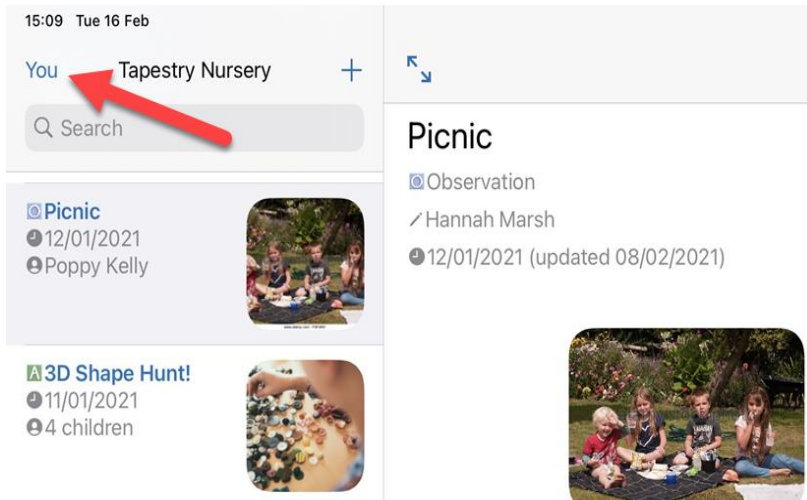 15:09 Tue 16 Feb
You Tapestry Nursery +
Search
Picnic
12/01/2021
Poppy Kelly
A 3D Shape Hunt!
11/01/2021
4 children
Picnic
Observation
Hannah Marsh
12/01/2021 (updated 08/02/2021)